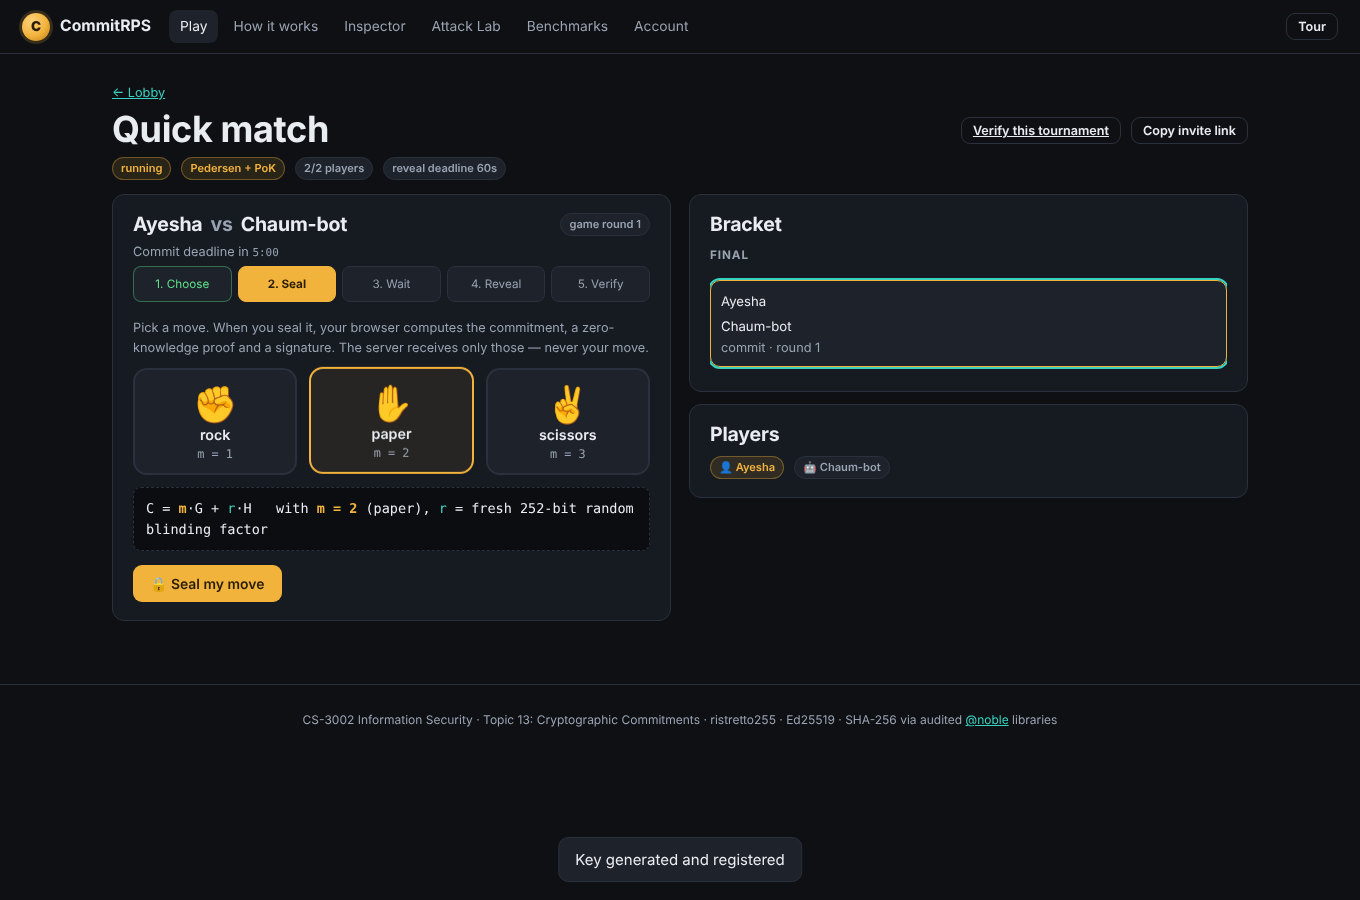 C CommitRPS Play How it works Inspector Attack Lab Benchmarks Account Tour
← Lobby
Quick match
Verify this tournament Copy invite link
running Pedersen + PoK 2/2 players reveal deadline 60s
Ayesha vs Chaum-bot game round 1
Commit deadline in 5:00
1. Choose 2. Seal 3. Wait 4. Reveal 5. Verify
Pick a move. When you seal it, your browser computes the commitment, a zero-
knowledge proof and a signature. The server receives only those — never your move.
rock paper scissors
m = 1 m = 2 m = 3
C = m·G + r·H with m = 2 (paper), r = fresh 252-bit random
blinding factor
🔒 Seal my move
Bracket
FINAL
Ayesha
Chaum-bot
commit · round 1
Players
👤 Ayesha 🤖 Chaum-bot
CS-3002 Information Security · Topic 13: Cryptographic Commitments · ristretto255 · Ed25519 · SHA-256 via audited @noble libraries
Key generated and registered